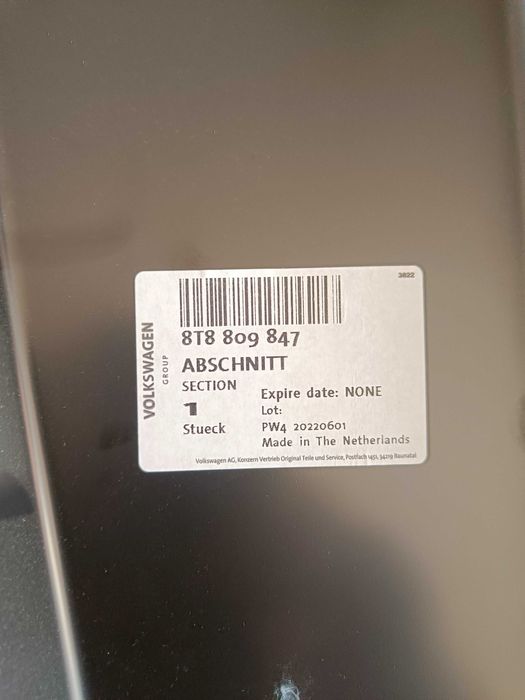 3822
VOLKSWAGEN
GROUP
8T8 809 847
ABSCHNITT
SECTION
1
Stueck
Expire date: NONE
Lot:
PW4 20220601
Made in The Netherlands
Volkswagen AG, Konzern Vertrieb Original Teile und Service, Postfach 1451, 34219 Baunatal